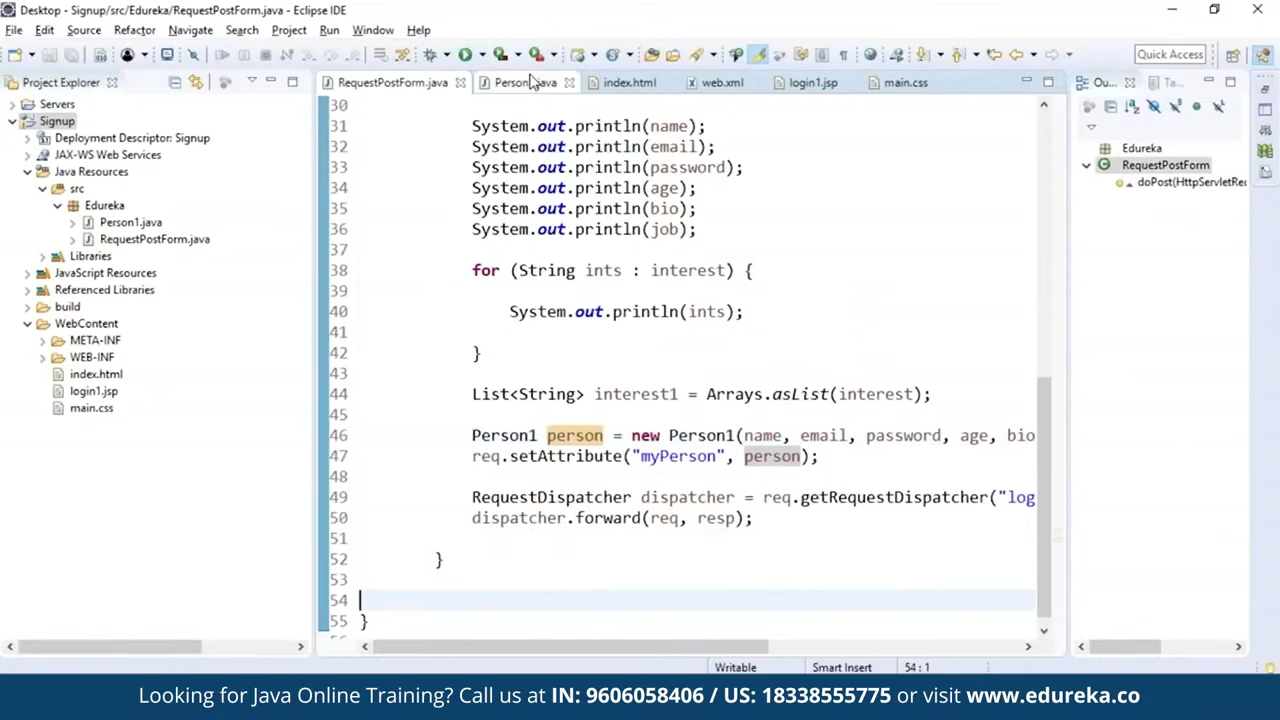 Desktop - Signup/src/Edureka/RequestPostForm.java - Eclipse IDE
File Edit Source Refactor Navigate Search Project Run Window Help
Quick Access
Project Explorer
RequestPostForm.java
index.html
web.xml
login1.jsp
main.css
Ou...
Ta...
Servers
Signup
Deployment Descriptor: Signup
JAX-WS Web Services
Java Resources
src
Edureka
Person1.java
RequestPostForm.java
Libraries
JavaScript Resources
Referenced Libraries
build
WebContent
META-INF
WEB-INF
index.html
login1.jsp
main.css
30
31 System.out.println(name);
32 System.out.println(email);
33 System.out.println(password);
34 System.out.println(age);
35 System.out.println(bio);
36 System.out.println(job);
37
38 for (String ints : interest) {
39
40 System.out.println(ints);
41
42 }
43
44 List<String> interest1 = Arrays.asList(interest);
45
46 Person1 person = new Person1(name, email, password, age, bio
47 req.setAttribute("myPerson", person);
48
49 RequestDispatcher dispatcher = req.getRequestDispatcher("log
50 dispatcher.forward(req, resp);
51
52 }
53
54
55 }
Edureka
RequestPostForm
doPost(HttpServletRec
Writable
Smart Insert
54 : 1
Looking for Java Online Training? Call us at IN: 9606058406 / US: 18338555775 or visit www.edureka.co